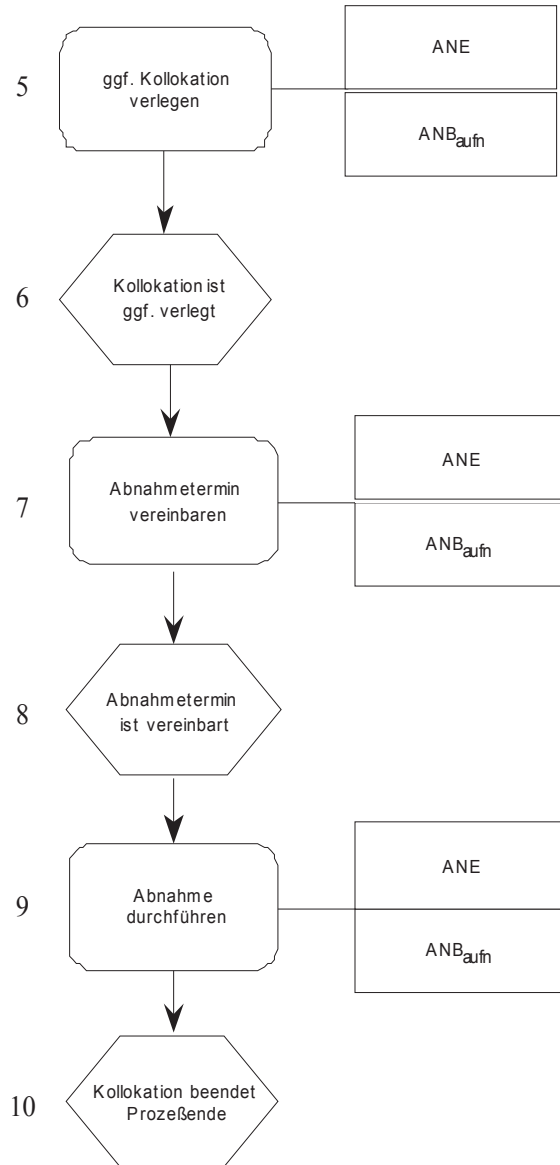 5
ggf. Kollokation
verlegen
ANE
ANBaufn
6
Kollokation ist
ggf. verlegt
7
Abnahmetermin
vereinbaren
ANE
ANBaufn
8
Abnahmetermin
ist vereinbart
9
Abnahme
durchführen
ANE
ANBaufn
10
Kollokation beendet
Prozeßende